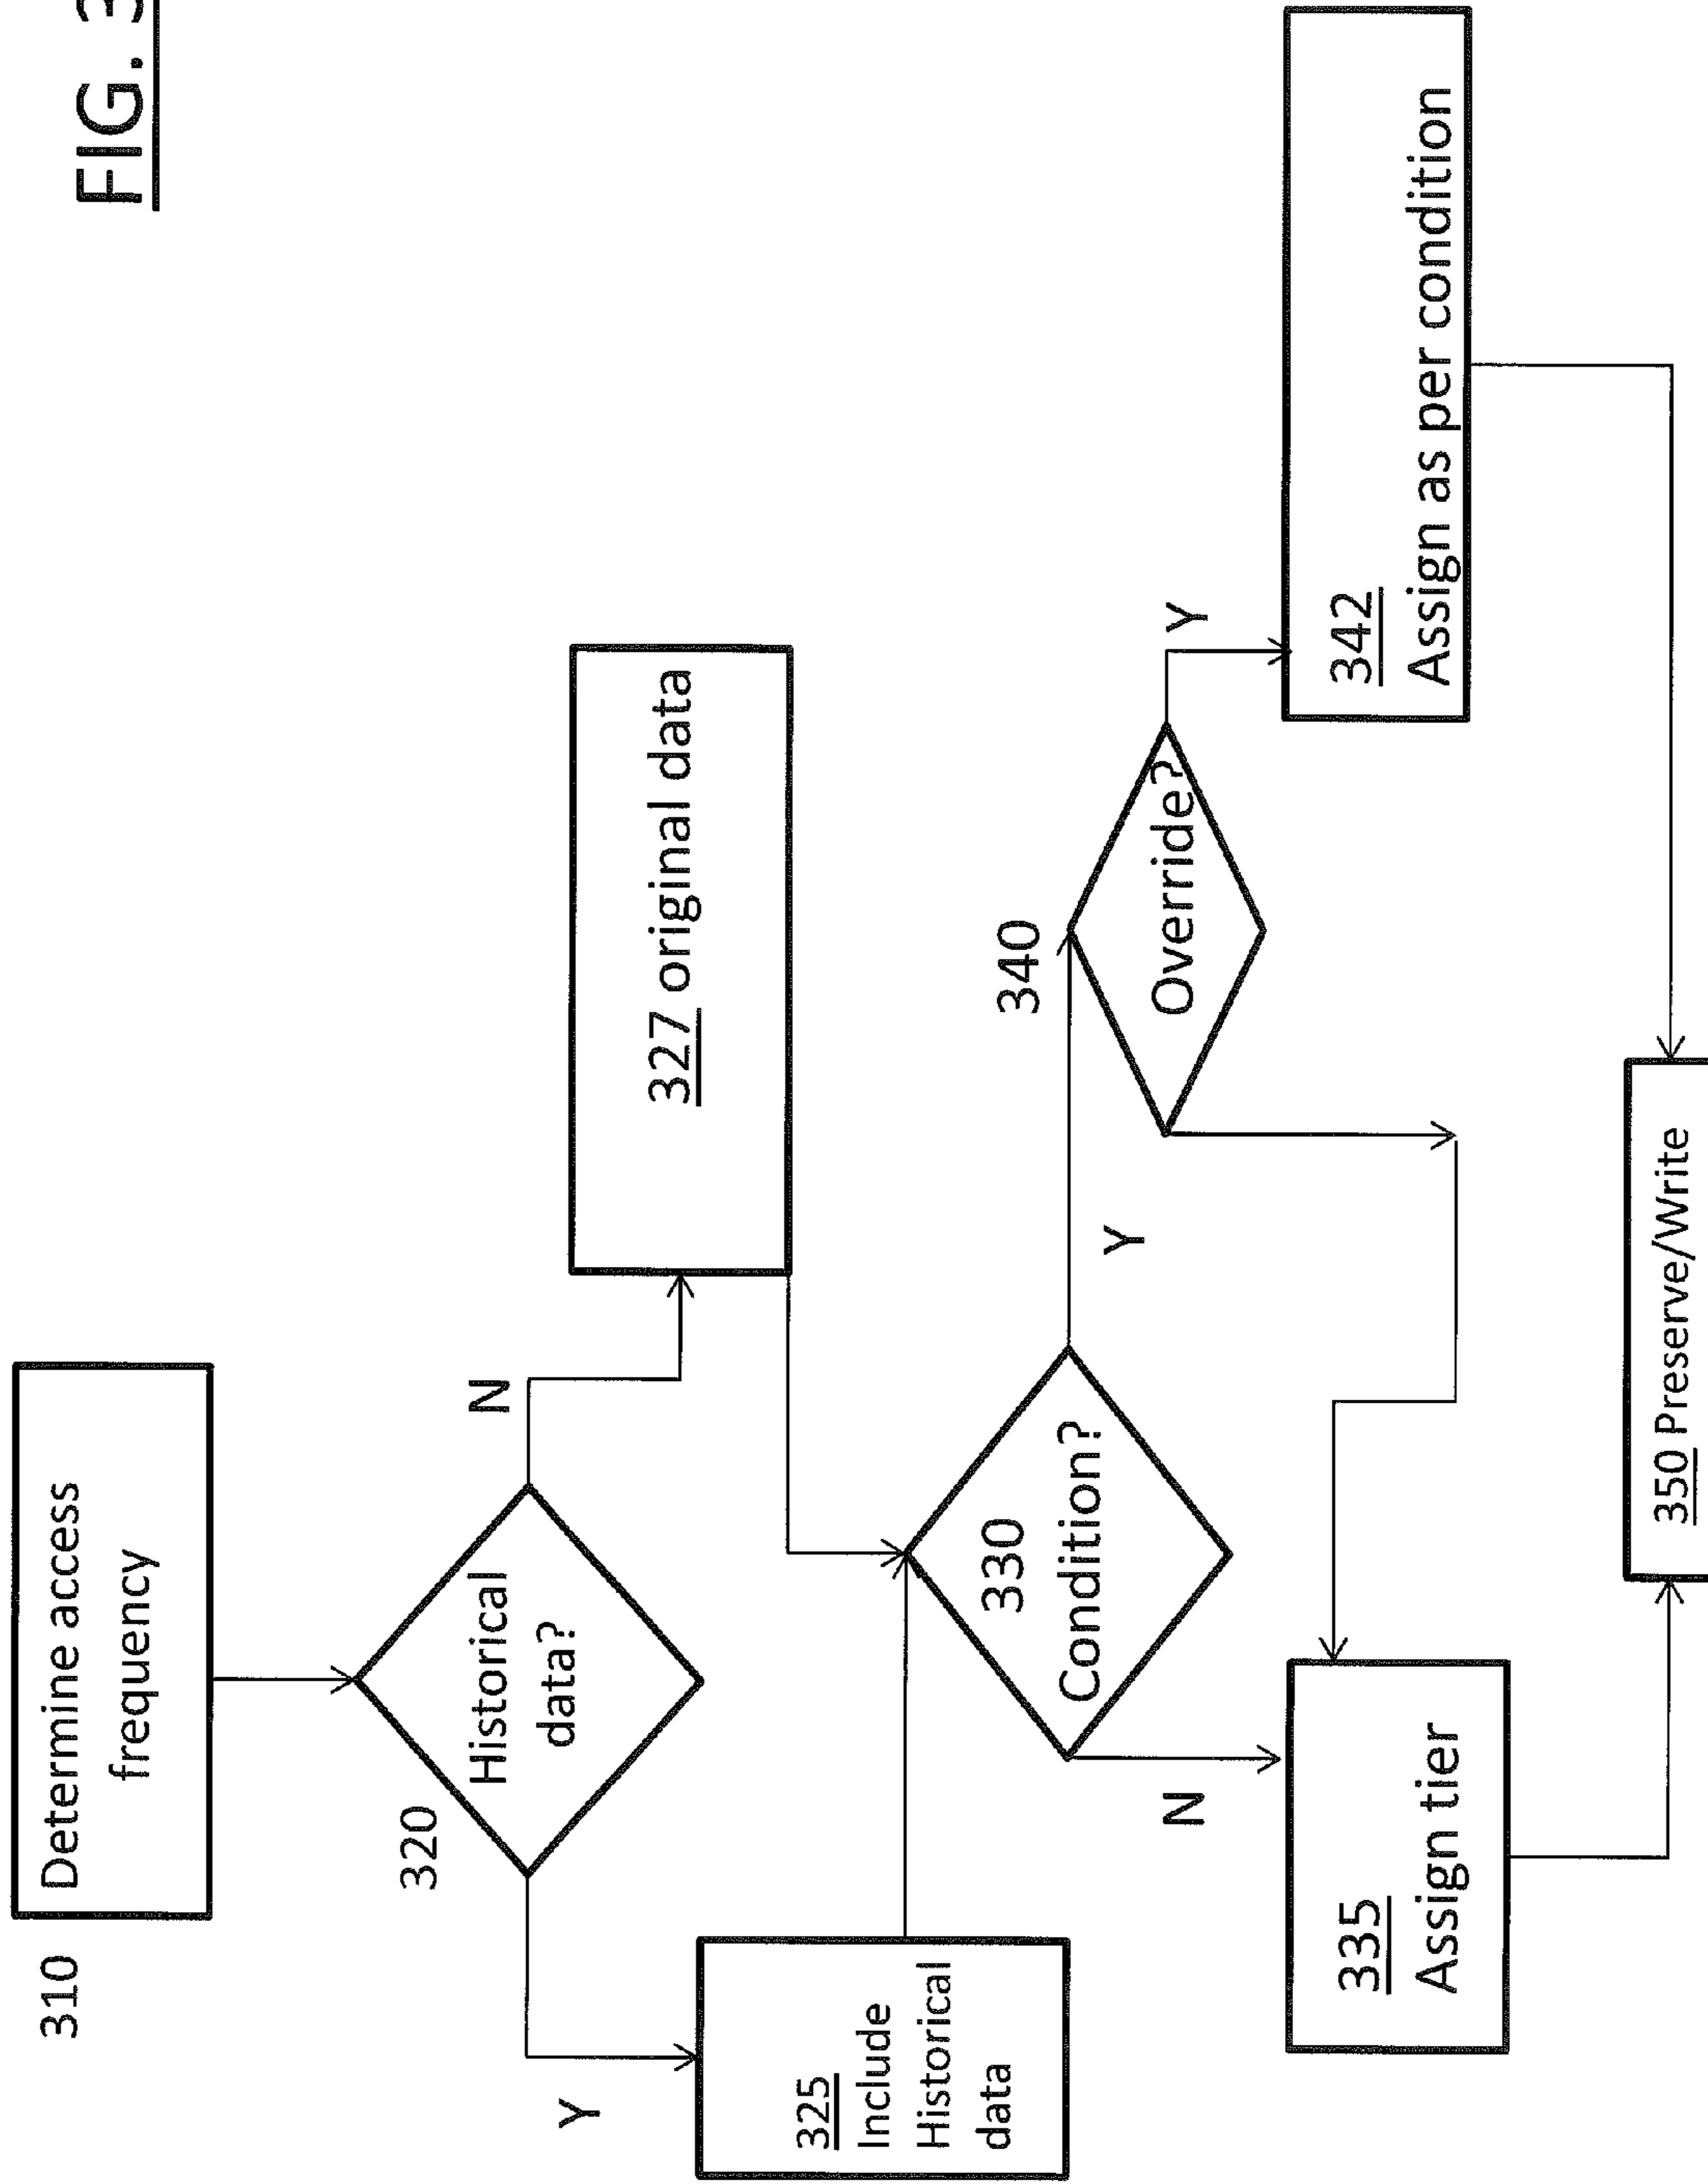 FIG. 3
310
Determine access
frequency
320
Historical
data?
N
Y
327 original data
325
Include
Historical
data
330
Condition?
Y
N
340
Override?
Y
342
Assign as per condition
335
Assign tier
350 Preserve/Write